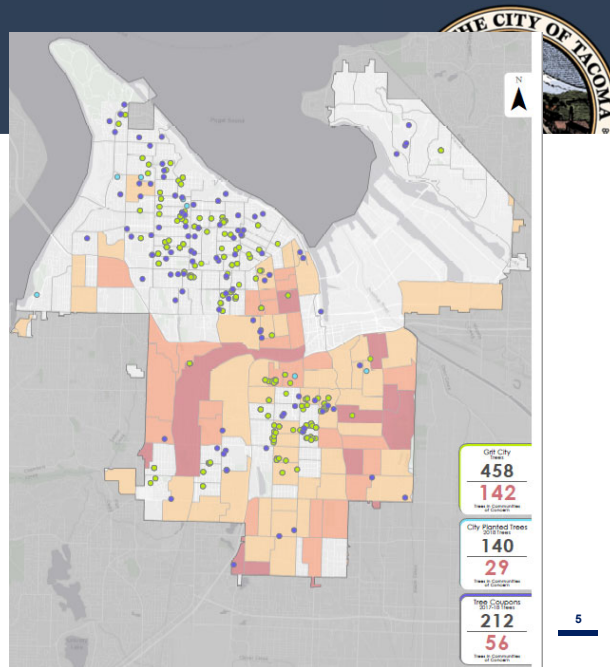 THE CITY OF TACOMA
N
Puget Sound
Grit City
Trees
458
142
Trees in Communities
of Concern
City Planted Trees
2018 Trees
140
29
Trees in Communities
of Concern
Tree Coupons
2017-18 Trees
212
56
Trees in Communities
of Concern
5